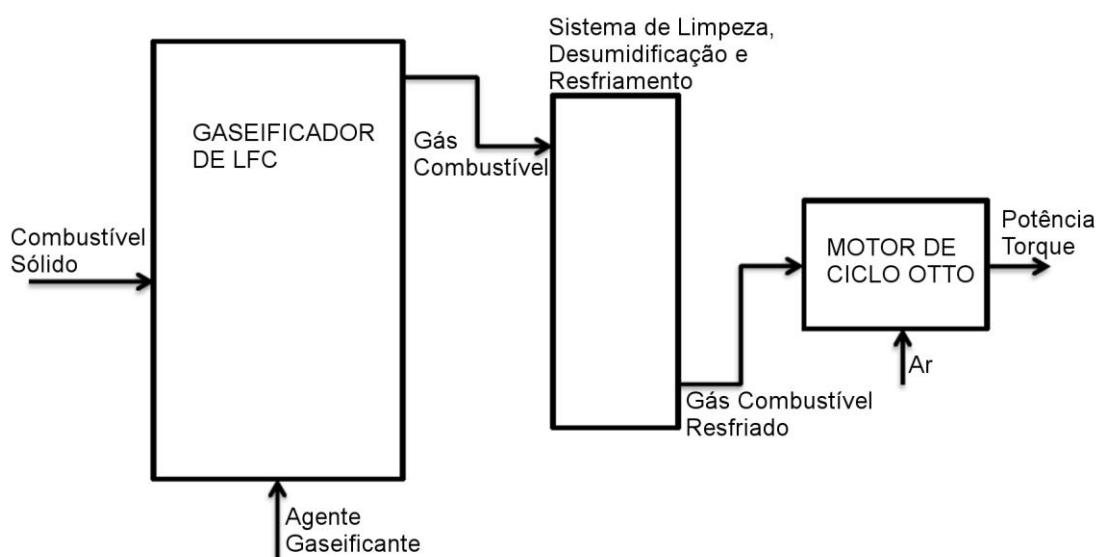 Sistema de Limpeza,
Desumidificação e
Resfriamento
GASEIFICADOR
DE LFC
Gás
Combustível
Combustível
Sólido
MOTOR DE
CICLO OTTO
Potência
Torque
Ar
Gás Combustível
Resfriado
Agente
Gaseificante